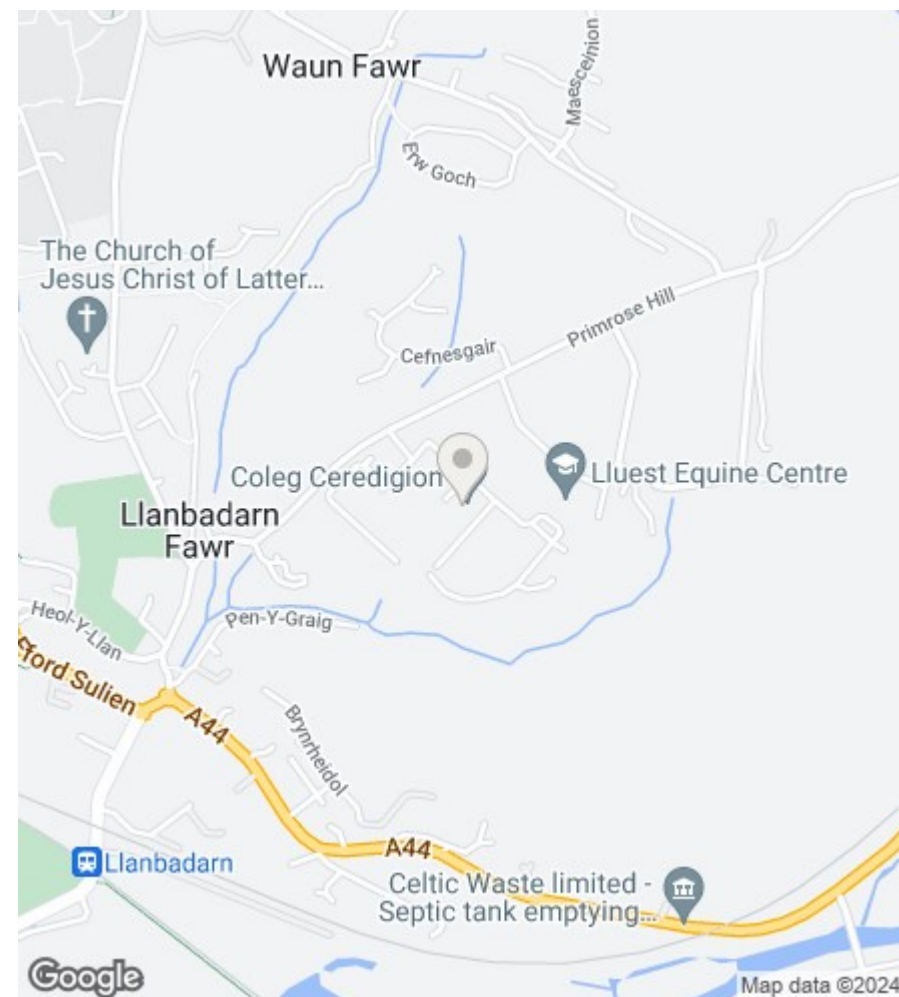 Waun Fawr
Maesceinion
Erw Goch
The Church of
Jesus Christ of Latter...
Primrose Hill
Cefnesgair
Coleg Ceredigion
Lluest Equine Centre
Llanbadarn
Fawr
Heol-Y-Llan
Pen-Y-Graig
fford Sulien
A44
Brynrheidol
A44
Llanbadarn
Celtic Waste limited -
Septic tank emptying...
Google
Map data ©2024